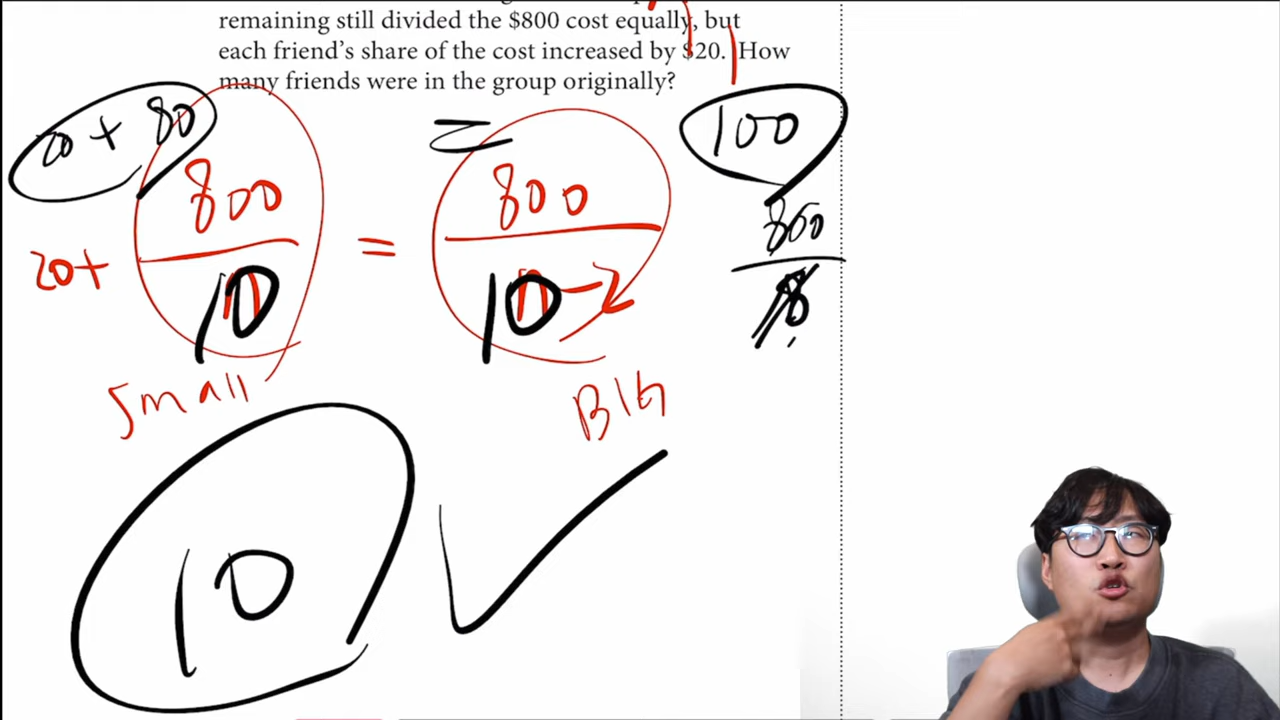 remaining still divided the $800 cost equally, but
each friend's share of the cost increased by $20. How
many friends were in the group originally?
20 + 80 = 100
20+ 800/10 = 800/10-2 800/8
Small BIG
10